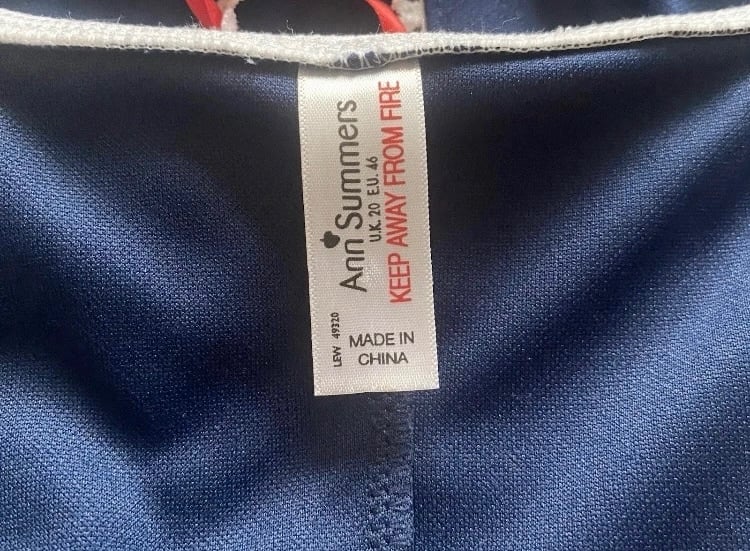 Ann Summers
U.K. 20 E.U. 46
KEEP AWAY FROM FIRE
LEW 49320
MADE IN
CHINA